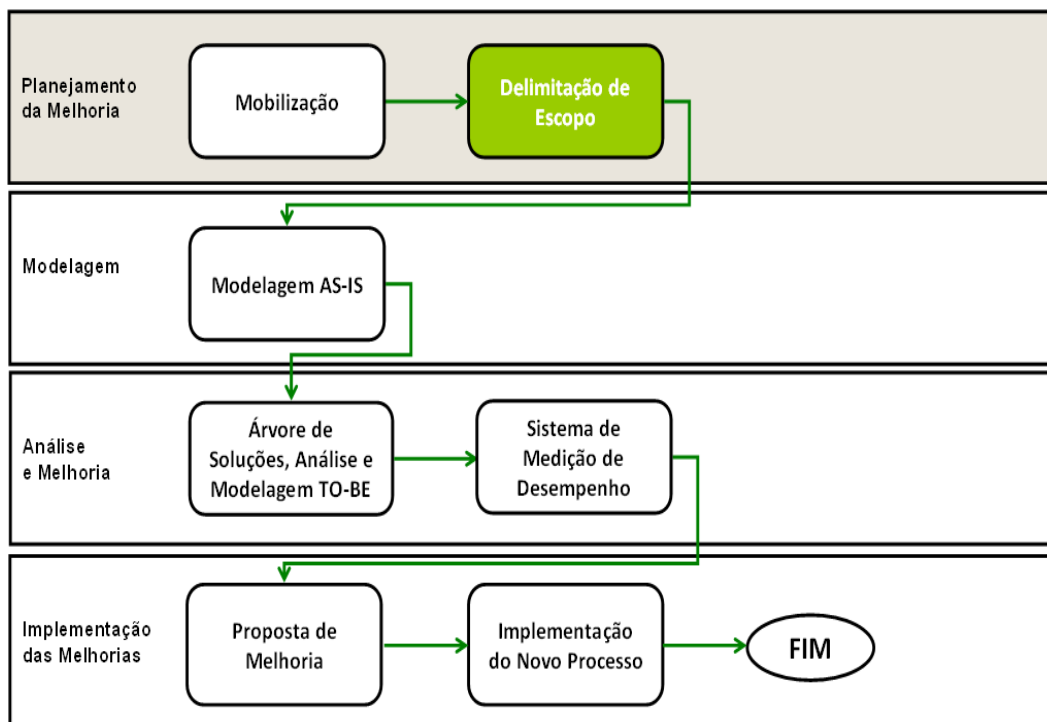 Planejamento
da Melhoria
Mobilização
Delimitação de
Escopo
Modelagem
Modelagem AS-IS
Análise
e Melhoria
Árvore de
Soluções, Análise e
Modelagem TO-BE
Sistema de
Medição de
Desempenho
Implementação
das Melhorias
Proposta de
Melhoria
Implementação
do Novo Processo
FIM